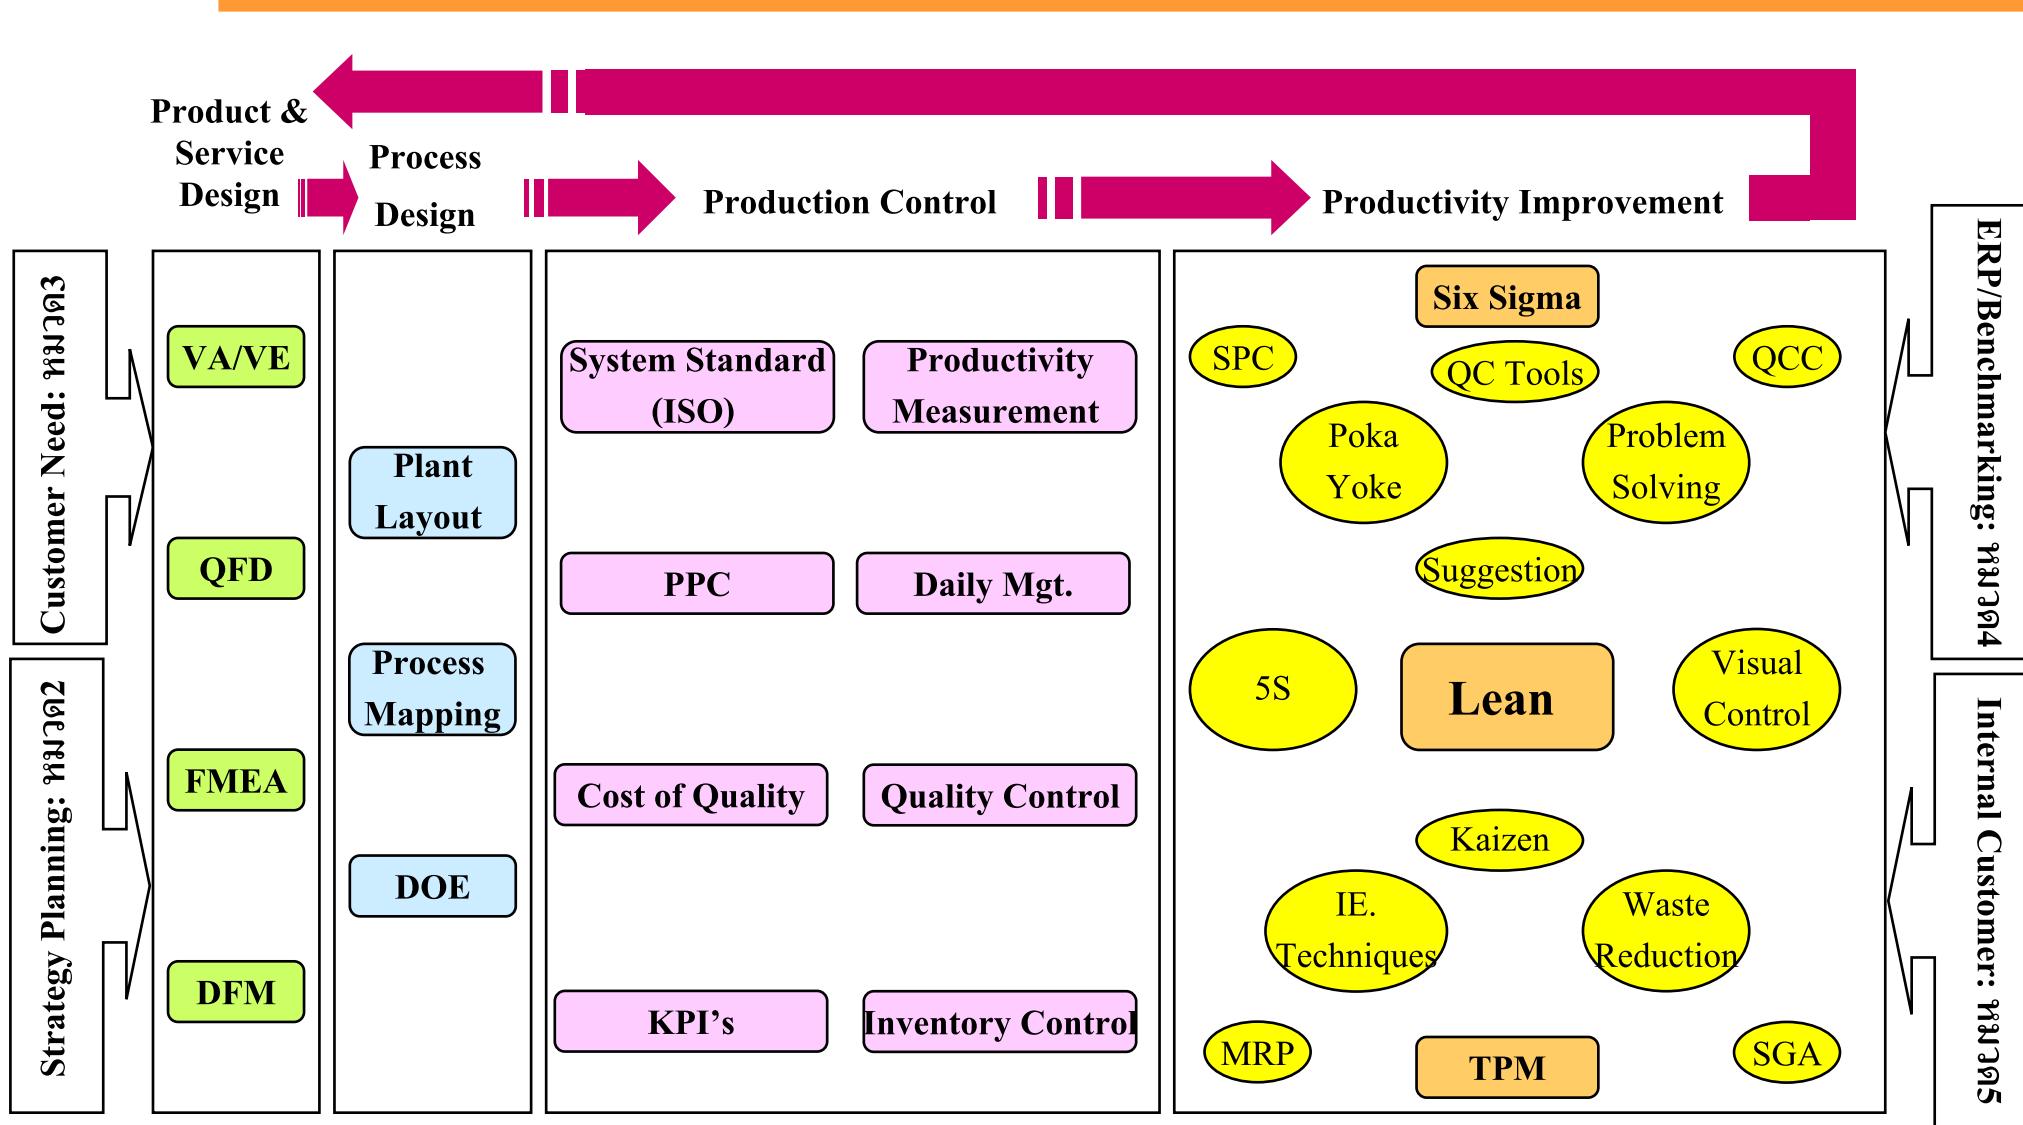 Product &
Service
Design
Process
Design
Production Control
Productivity Improvement
Customer Need: หมวด3
Strategy Planning: หมวด2
VA/VE
QFD
FMEA
DFM
Plant
Layout
Process
Mapping
DOE
System Standard
(ISO)
Productivity
Measurement
PPC
Daily Mgt.
Cost of Quality
Quality Control
KPI’s
Inventory Control
Six Sigma
SPC
QC Tools
QCC
Poka
Yoke
Problem
Solving
Suggestion
5S
Lean
Visual
Control
Kaizen
IE.
Techniques
Waste
Reduction
MRP
TPM
SGA
ERP/Benchmarking: หมวด4
Internal Customer: หมวด5